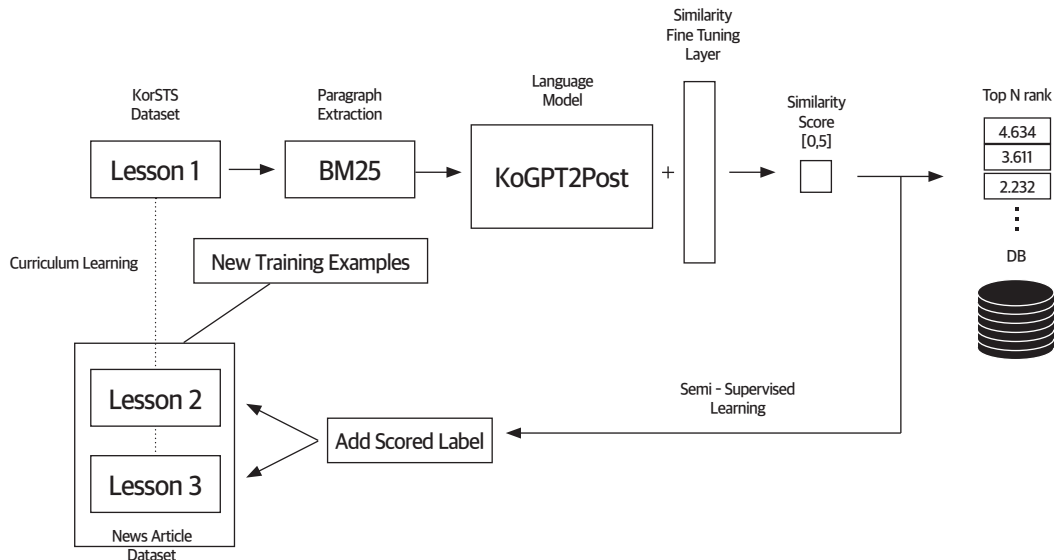 Similarity
Fine Tuning
Layer
KorSTS
Dataset
Paragraph
Extraction
Language
Model
Similarity
Score
[0,5]
Top N rank
Lesson 1
BM25
KoGPT2Post
+
4.634
3.611
2.232
DB
Curriculum Learning
New Training Examples
Lesson 2
Lesson 3
Add Scored Label
Semi - Supervised
Learning
News Article
Dataset